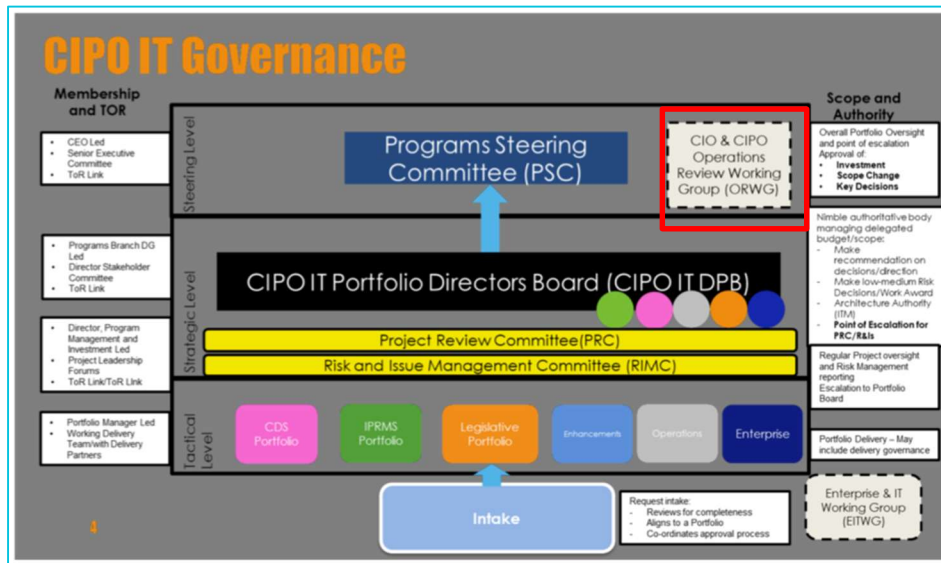 CIPO IT Governance
Membership
and TOR
• CEO Led
• Senior Executive
Committee
• ToR Link
Steering Level
Programs Steering
Committee (PSC)
CIO & CIPO
Operations
Review Working
Group (ORWG)
Scope and
Authority
Overall Portfolio Oversight
and point of escalation
Approval of:
• Investment
• Scope Change
• Key Decisions
• Programs Branch DG
Led
• Director Stakeholder
Committee
• ToR Link
Strategic Level
CIPO IT Portfolio Directors Board (CIPO IT DPB)
Nimble authoritative body
managing delegated
budget/scope:
- Make
recommendation on
decisions/direction
- Make low-medium Risk
Decisions/Work Award
- Architecture Authority
(ITM)
- Point of Escalation for
PRC/R&Is
• Director, Program
Management and
Investment Led
• Project Leadership
Forums
• ToR Link/ToR LInk
Project Review Committee(PRC)
Risk and Issue Management Committee (RIMC)
Regular Project oversight
and Risk Management
reporting
Escalation to Portfolio
Board
• Portfolio Manager Led
• Working Delivery
Team/with Delivery
Partners
Tactical
Level
CDS
Portfolio
IPRMS
Portfolio
Legislative
Portfolio
Enhancements
Operations
Enterprise
Portfolio Delivery – May
include delivery governance
Intake
Request intake:
- Reviews for completeness
- Aligns to a Portfolio
- Co-ordinates approval process
Enterprise & IT
Working Group
(EITWG)
4